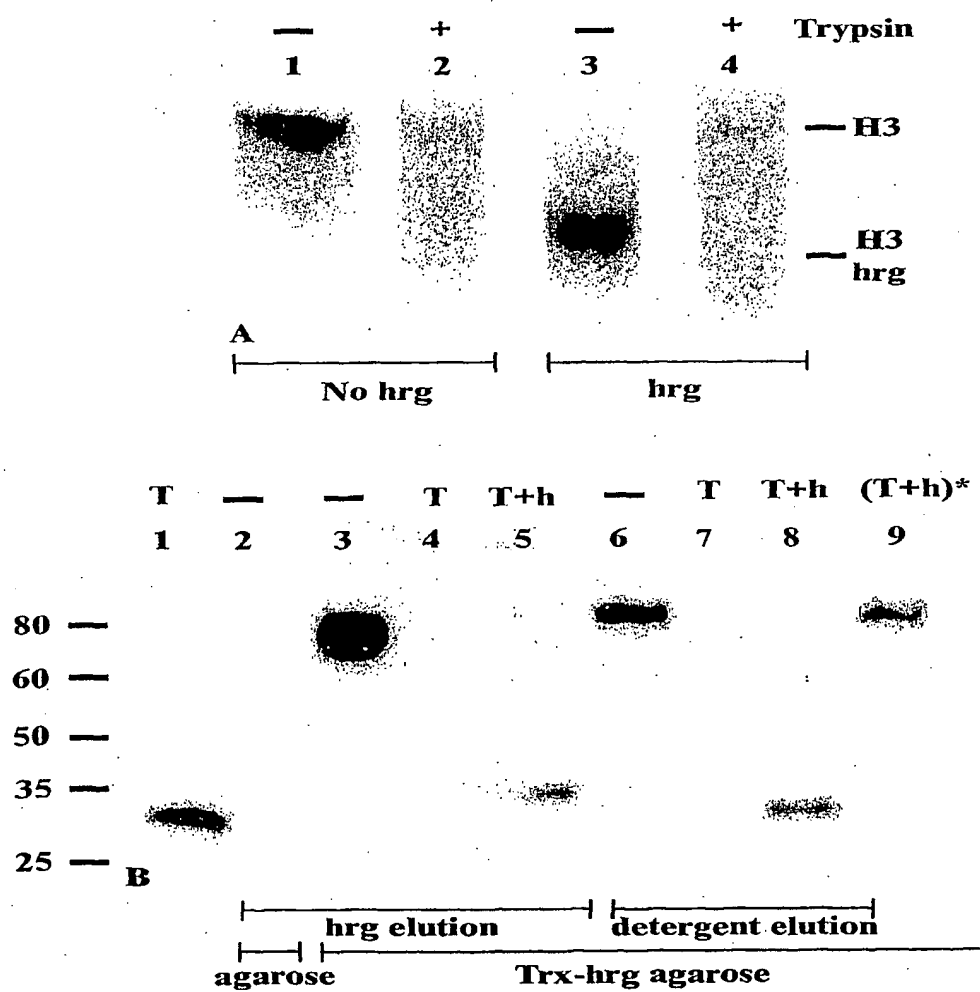 — + — + Trypsin
1 2 3 4
H3
H3
hrg
A
No hrg hrg
T — — T T+h — T T+h (T+h)*
1 2 3 4 5 6 7 8 9
80
60
50
35
25
B
hrg elution detergent elution
agarose Trx-hrg agarose